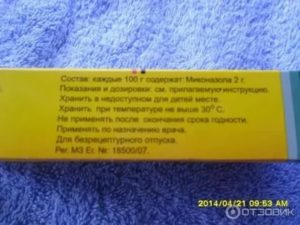 Состав: каждые 100 г содержат: Миконазола 2 г.
Показания и дозировки: см. прилагаемую инструкцию.
Хранить в недоступном для детей месте.
Хранить при температуре не выше 30°С.
Не применять после окончания срока годности.
Применять по назначению врача.
Для безрецептурного отпуска.
Рег. МЗ Ег. №: 18500/07.
2014/04/21 09:53 AM
ОТЗОВИК